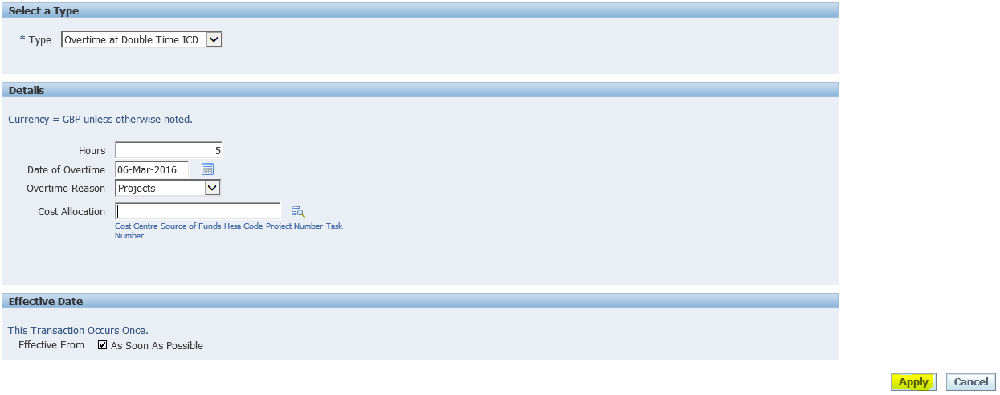 Select a Type
* Type Overtime at Double Time ICD
Details
Currency = GBP unless otherwise noted.
Hours 5
Date of Overtime 06-Mar-2016
Overtime Reason Projects
Cost Allocation
Cost Centre-Source of Funds-Hesa Code-Project Number-Task
Number
Effective Date
This Transaction Occurs Once.
Effective From As Soon As Possible
Apply Cancel